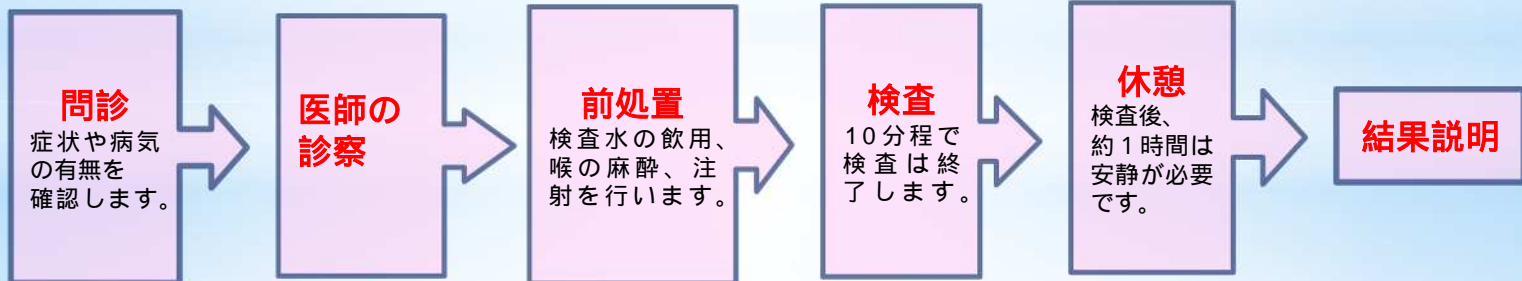 問診
症状や病気
の有無を
確認します。
医師の
診察
前処置
検査水の飲用、
喉の麻酔、注
射を行います。
検査
10分程で
検査は終
了します。
休憩
検査後、
約１時間は
安静が必要
です。
結果説明